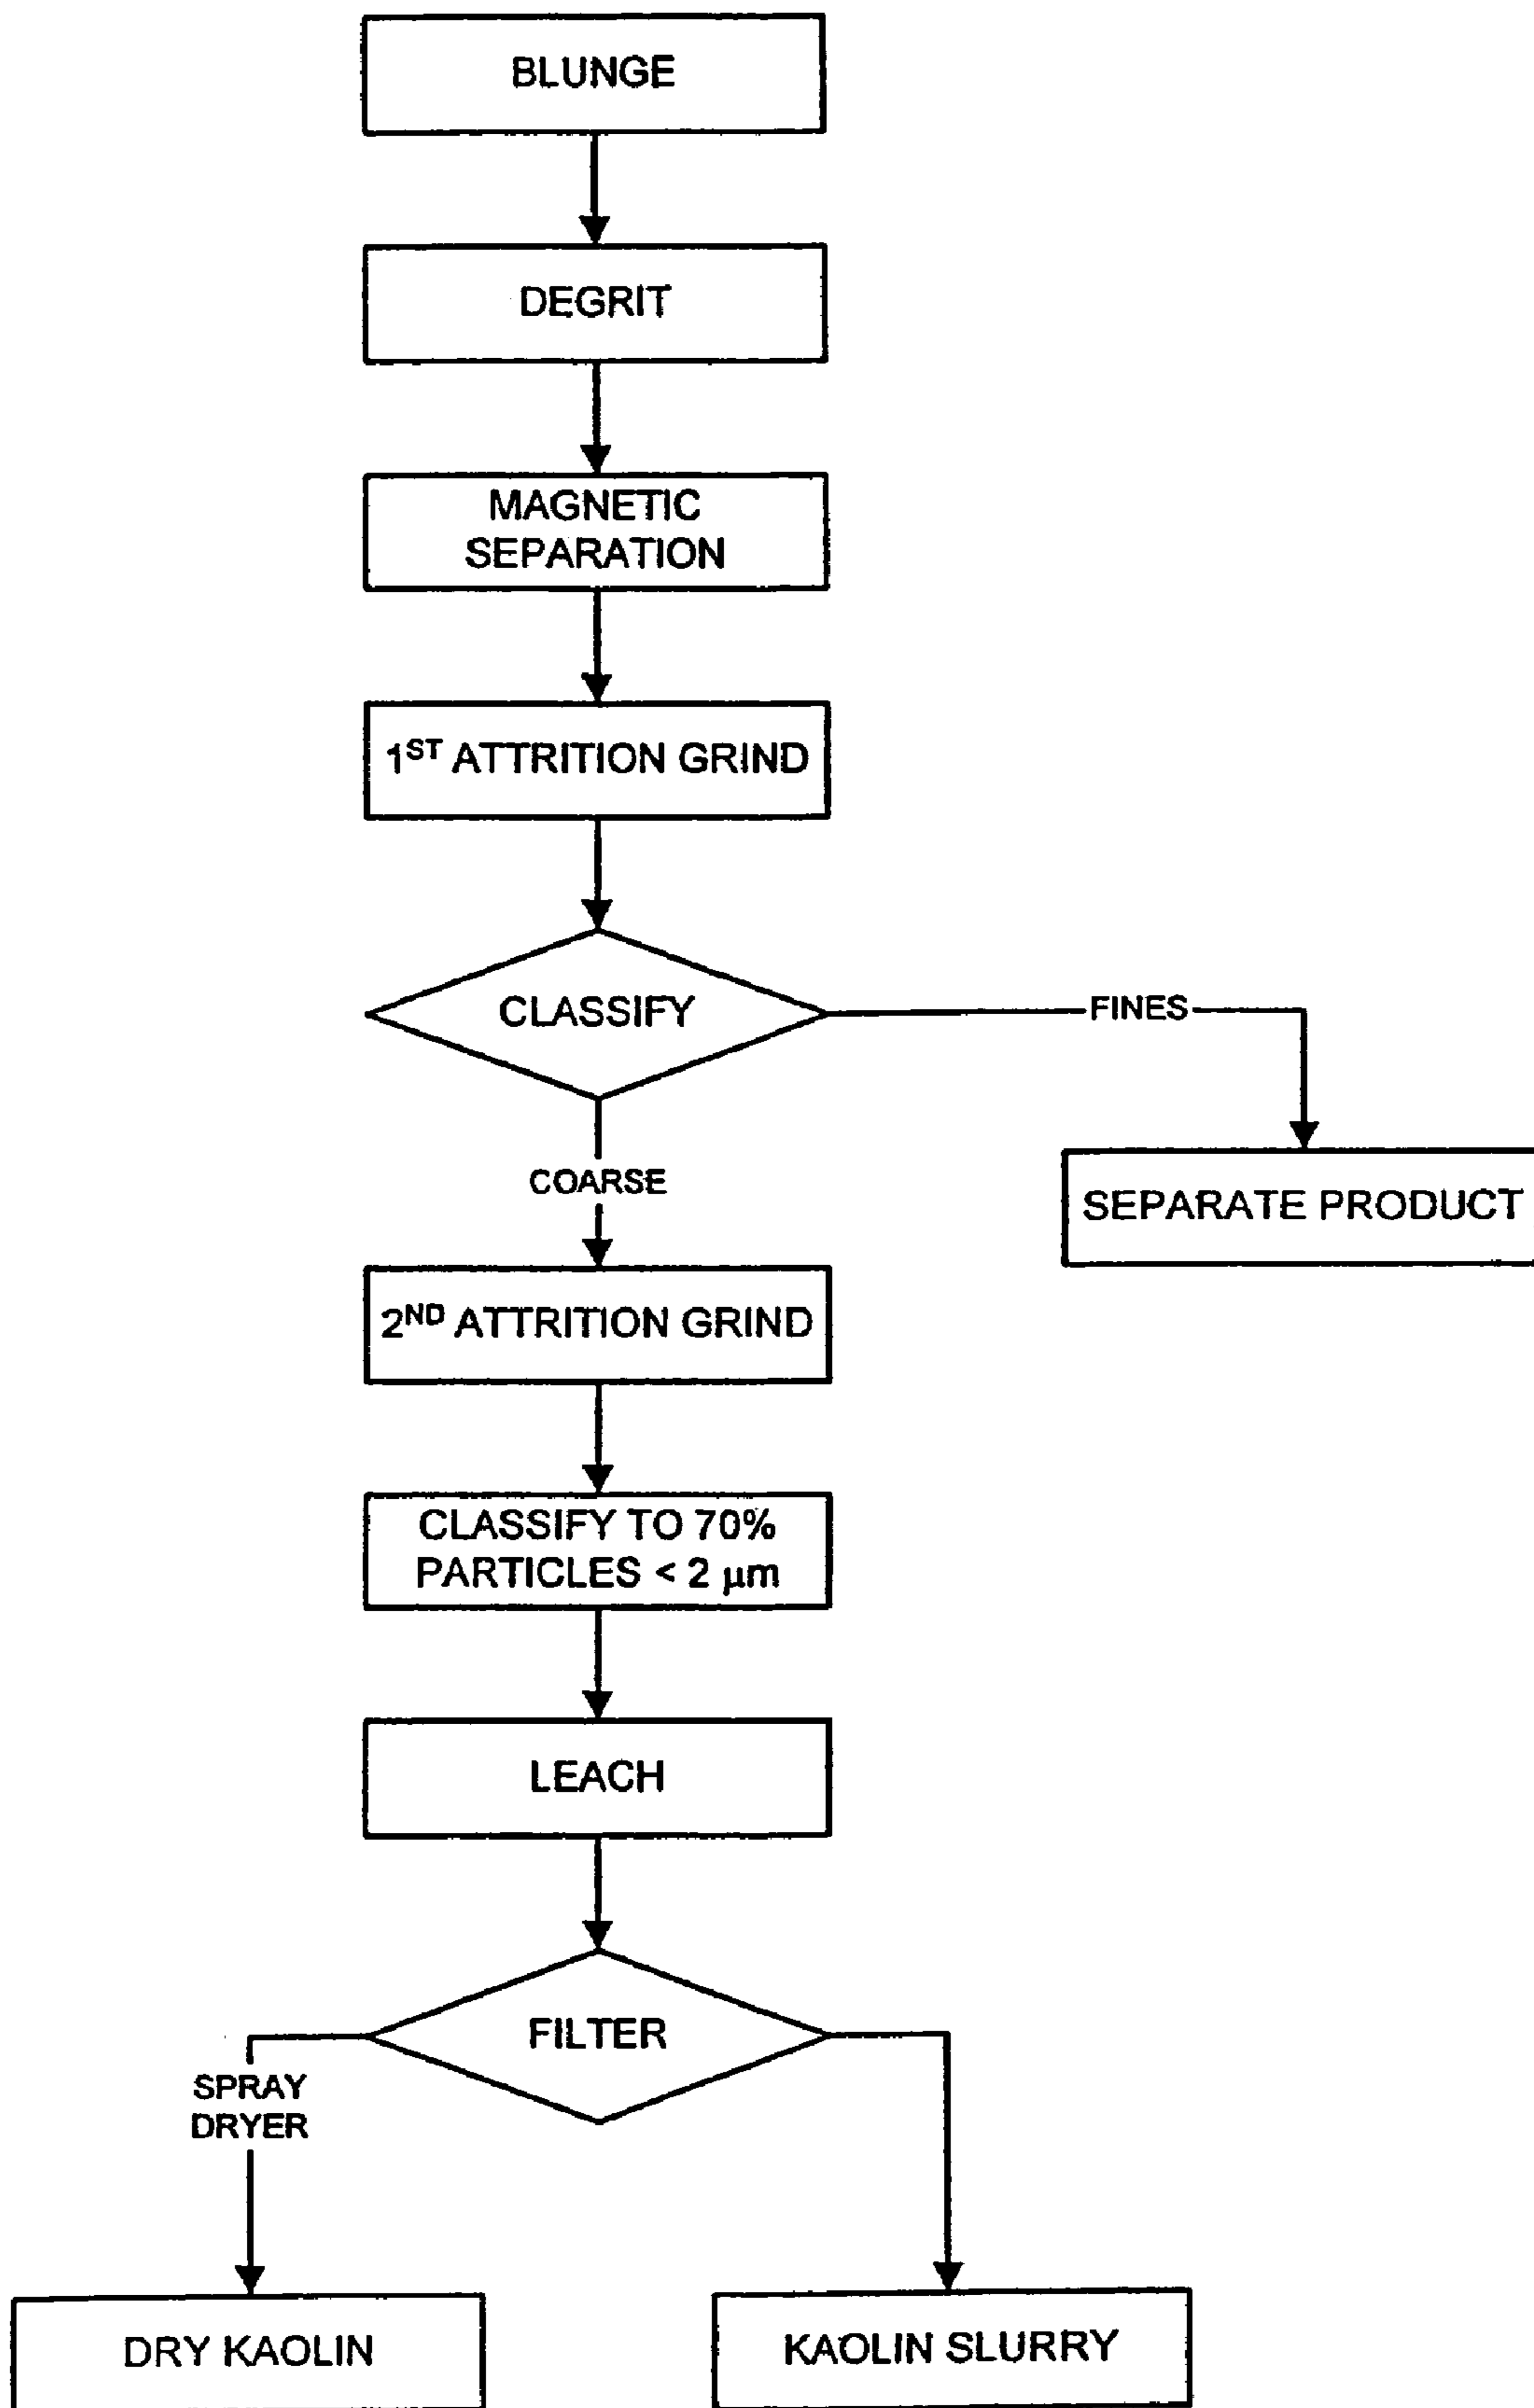 BLUNGE
DEGRIT
MAGNETIC
SEPARATION
1ST ATTRITION GRIND
CLASSIFY
FINES
COARSE
SEPARATE PRODUCT
2ND ATTRITION GRIND
CLASSIFY TO 70%
PARTICLES < 2 µm
LEACH
FILTER
SPRAY
DRYER
DRY KAOLIN
KAOLIN SLURRY